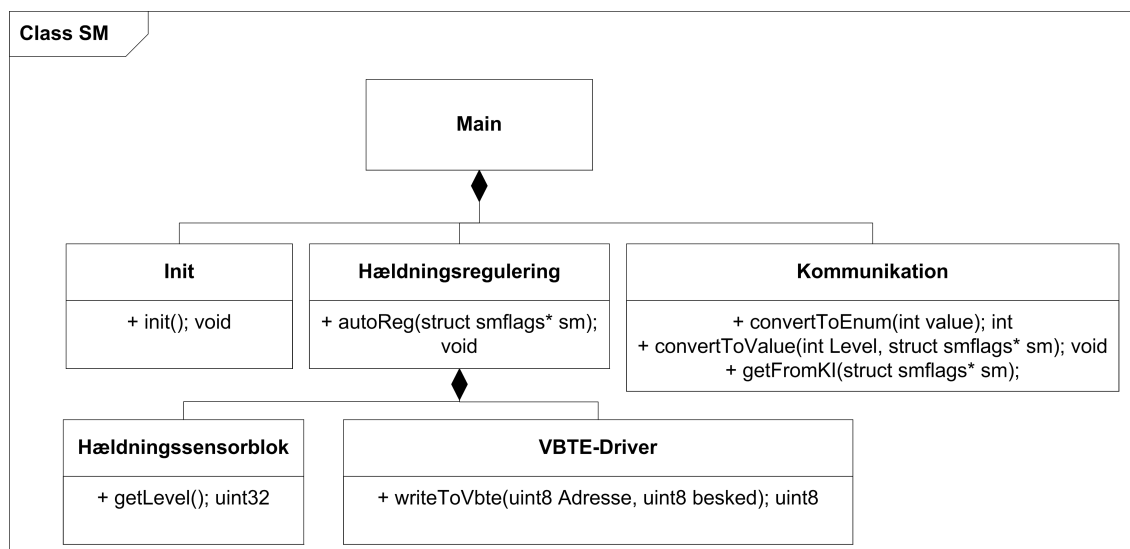 Class SM
Main
Init
+ init(); void
Hældningsregulering
+ autoReg(struct smflags* sm);
void
Kommunikation
+ convertToEnum(int value); int
+ convertToValue(int Level, struct smflags* sm); void
+ getFromKI(struct smflags* sm);
Hældningssensorblok
+ getLevel(); uint32
VBTE-Driver
+ writeToVbte(uint8 Adresse, uint8 besked); uint8